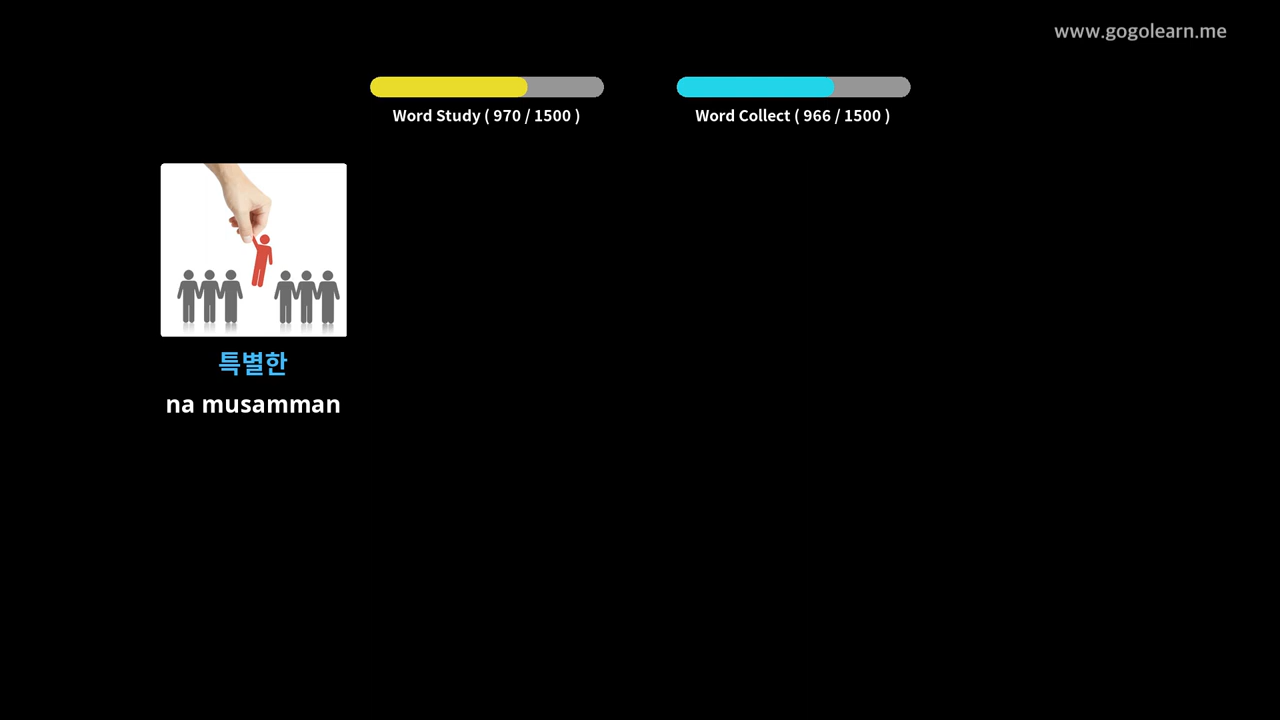 www.gogolearn.me
Word Study ( 970 / 1500 )
Word Collect ( 966 / 1500 )
특별한
na musamman